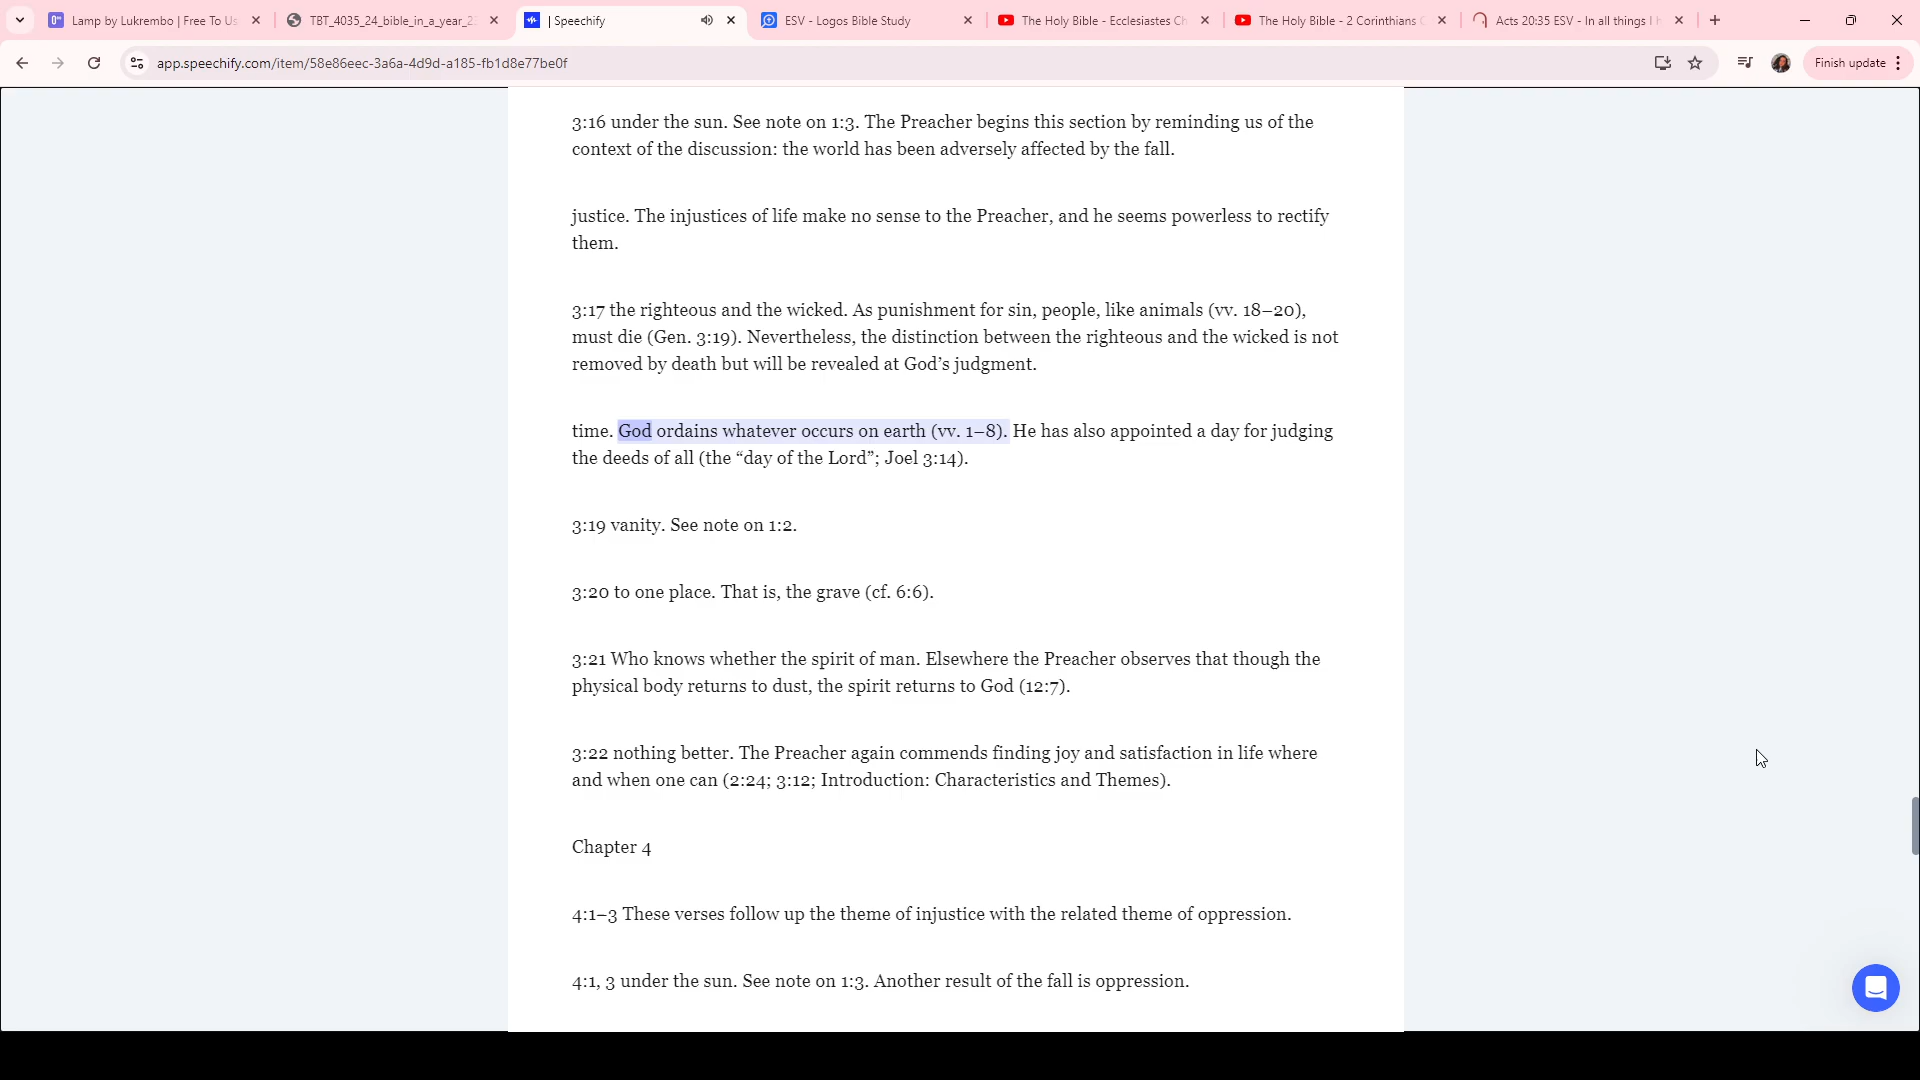 Lamp by Lukrembo | Free To Us
TBT_4035_24_bible_in_a_year_2
| Speechify
ESV - Logos Bible Study
The Holy Bible - Ecclesiastes Ch
The Holy Bible - 2 Corinthians C
Acts 20:35 ESV - In all things I h
app.speechify.com/item/58e86eec-3a6a-4d9d-a185-fb1d8e77be0f
Finish update
3:16 under the sun. See note on 1:3. The Preacher begins this section by reminding us of the
context of the discussion: the world has been adversely affected by the fall.
justice. The injustices of life make no sense to the Preacher, and he seems powerless to rectify
them.
3:17 the righteous and the wicked. As punishment for sin, people, like animals (vv. 18–20),
must die (Gen. 3:19). Nevertheless, the distinction between the righteous and the wicked is not
removed by death but will be revealed at God’s judgment.
time. God ordains whatever occurs on earth (vv. 1–8). He has also appointed a day for judging
the deeds of all (the “day of the Lord”; Joel 3:14).
3:19 vanity. See note on 1:2.
3:20 to one place. That is, the grave (cf. 6:6).
3:21 Who knows whether the spirit of man. Elsewhere the Preacher observes that though the
physical body returns to dust, the spirit returns to God (12:7).
3:22 nothing better. The Preacher again commends finding joy and satisfaction in life where
and when one can (2:24; 3:12; Introduction: Characteristics and Themes).
Chapter 4
4:1–3 These verses follow up the theme of injustice with the related theme of oppression.
4:1, 3 under the sun. See note on 1:3. Another result of the fall is oppression.